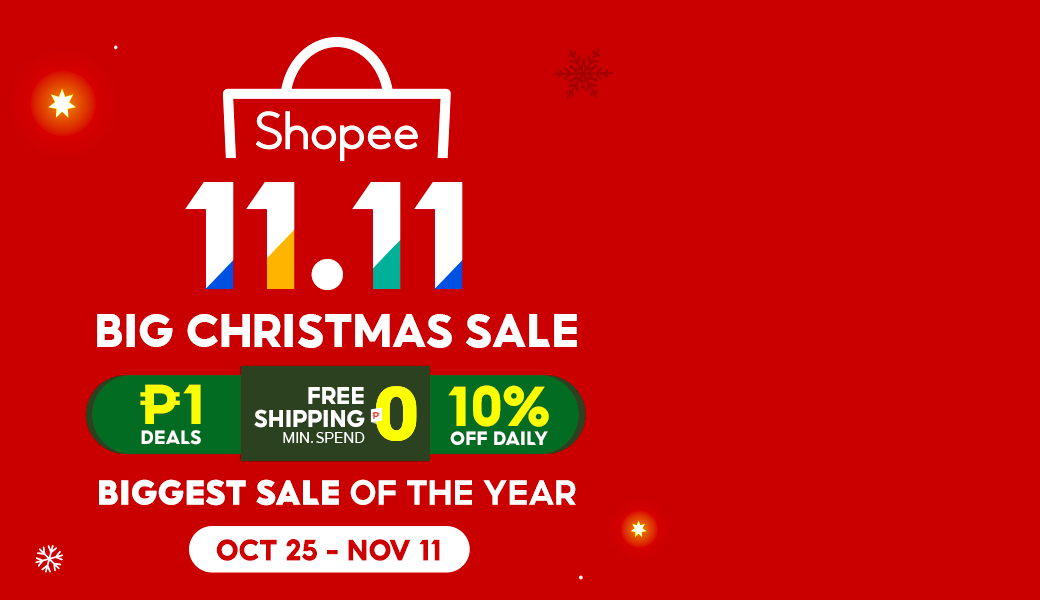 Shopee
11.11
BIG CHRISTMAS SALE
₱1
DEALS
FREE
SHIPPING
MIN. SPEND
₱0
10%
OFF DAILY
BIGGEST SALE OF THE YEAR
OCT 25 - NOV 11